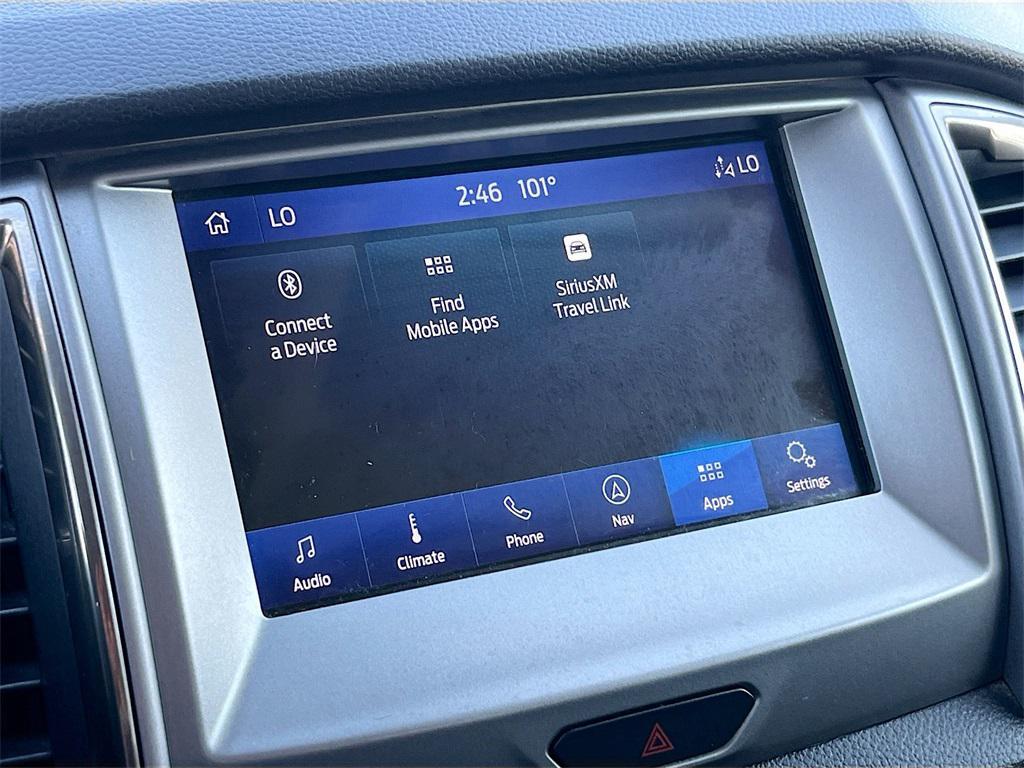 LO 2:46 101° LO
Connect
a Device
Find
Mobile Apps
SiriusXM
Travel Link
Audio
Climate
Phone
Nav
Apps
Settings